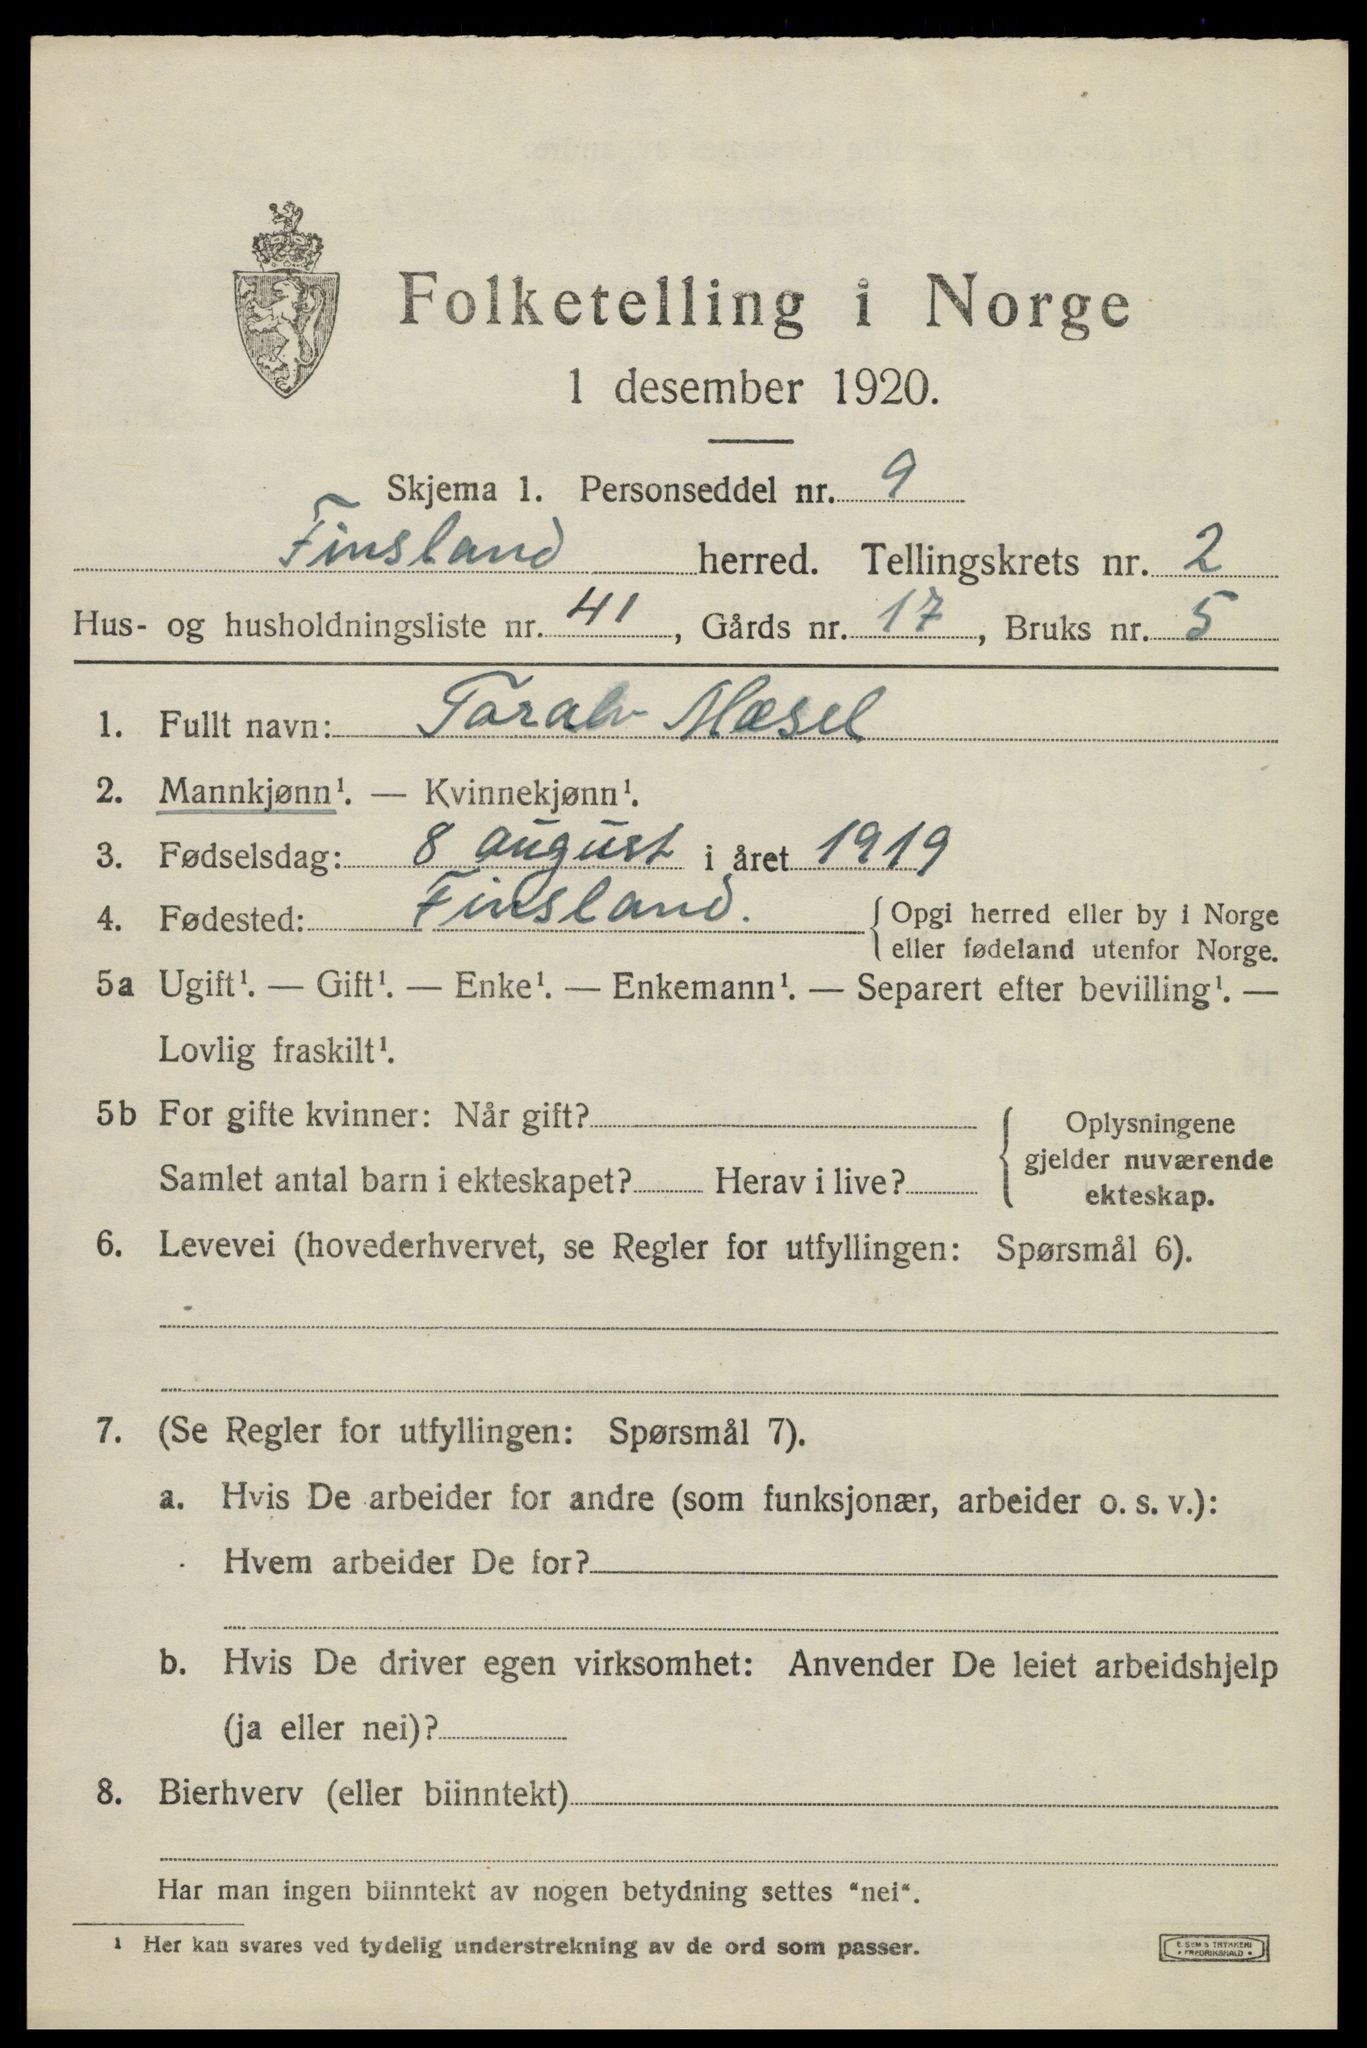 Folketelling i Norge
1 desember 1920.
Skjema 1. Personseddel nr. 9
Finsland herred. Tellingskrets nr. 2
Hus- og husholdningsliste nr. 41, Gårds nr. 17, Bruks nr. 5
1. Fullt navn: Toralv Mæsel
2. Mannkjønn¹. — Kvinnekjønn¹.
3. Fødselsdag: 8 august i året 1919
4. Fødested: Finsland. { Opgi herred eller by i Norge
eller fødeland utenfor Norge.
5a Ugift¹. — Gift¹. — Enke¹. — Enkemann¹. — Separert efter bevilling¹. —
Lovlig fraskilt¹.
5b For gifte kvinner: Når gift?
Samlet antal barn i ekteskapet? Herav i live?
Oplysningene
gjelder nuværende
ekteskap.
6. Levevei (hovederhvervet, se Regler for utfyllingen: Spørsmål 6).
7. (Se Regler for utfyllingen: Spørsmål 7).
a. Hvis De arbeider for andre (som funksjonær, arbeider o. s. v.):
Hvem arbeider De for?
b. Hvis De driver egen virksomhet: Anvender De leiet arbeidshjelp
(ja eller nei)?
8. Bierhverv (eller biinntekt)
Har man ingen biinntekt av nogen betydning settes "nei".
¹ Her kan svares ved tydelig understrekning av de ord som passer.
E. SEM'S TRYKKERI
• FREDRIKSHALD •